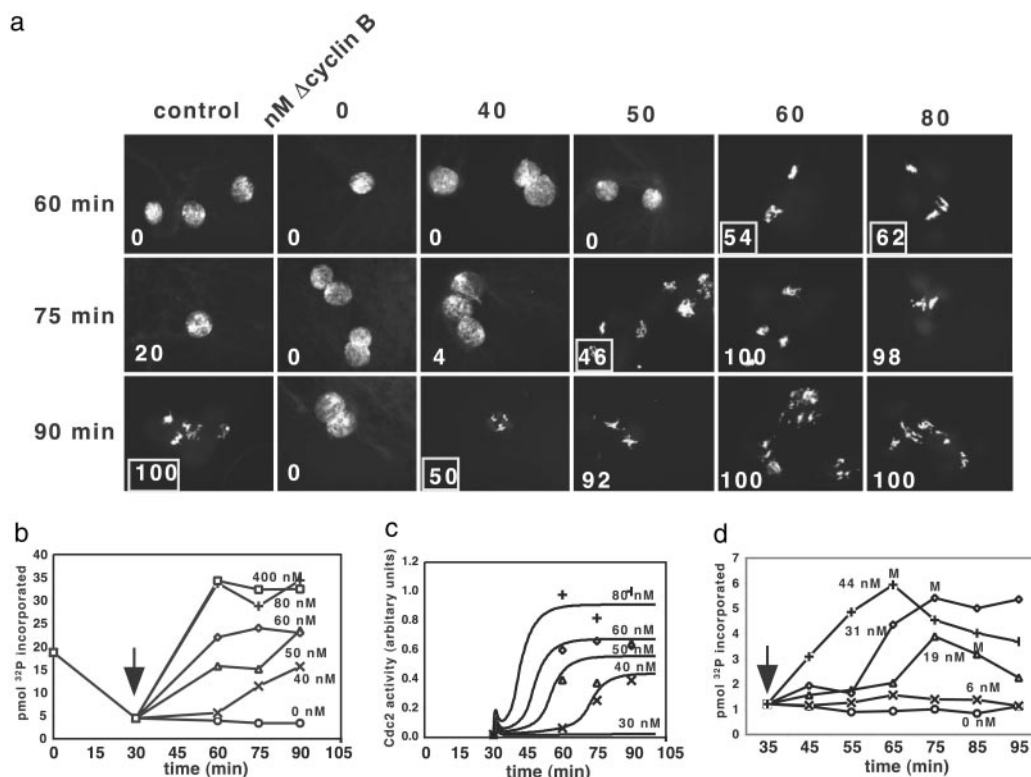 a
nM Δcyclin B
control 0 40 50 60 80
60 min
0 0 0 0 54 62
75 min
20 0 4 46 100 98
90 min
100 0 50 92 100 100
b
pmol ³²P incorporated
40
35
30
25
20
15
10
5
0
400 nM
80 nM
60 nM
50 nM
40 nM
0 nM
0 15 30 45 60 75 90 105
time (min)
c
Cdc2 activity (arbitary units)
1.2
1.0
0.8
0.6
0.4
0.2
0.0
80 nM
60 nM
50 nM
40 nM
30 nM
0 15 30 45 60 75 90 105
time (min)
d
pmol ³²P incorporated
7
6
5
4
3
2
1
0
44 nM M
M
31 nM
19 nM M
6 nM
0 nM
35 45 55 65 75 85 95
time (min)